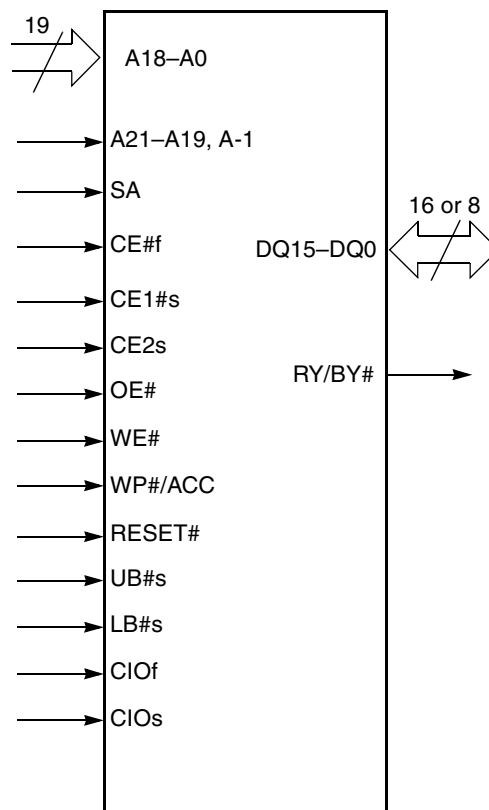 19
A18–A0
A21–A19, A-1
SA
CE#f
CE1#s
CE2s
OE#
WE#
WP#/ACC
RESET#
UB#s
LB#s
CIOf
CIOs
16 or 8
DQ15–DQ0
RY/BY#